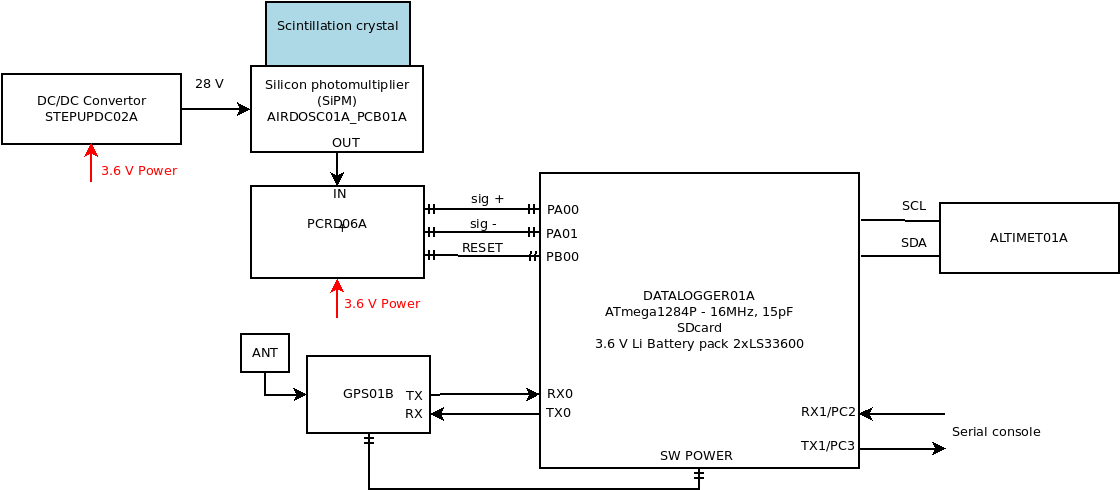 Scintillation crystal
28 V
DC/DC Convertor
STEPUPDC02A
Silicon photomultiplier
(SiPM)
AIRDOSC01A_PCB01A
OUT
3.6 V Power
IN
PCRD06A
sig +
sig -
RESET
PA00
PA01
PB00
SCL
SDA
ALTIMET01A
3.6 V Power
DATALOGGER01A
ATmega1284P - 16MHz, 15pF
SDcard
3.6 V Li Battery pack 2xLS33600
ANT
GPS01B
TX
RX
RX0
TX0
RX1/PC2
TX1/PC3
Serial console
SW POWER